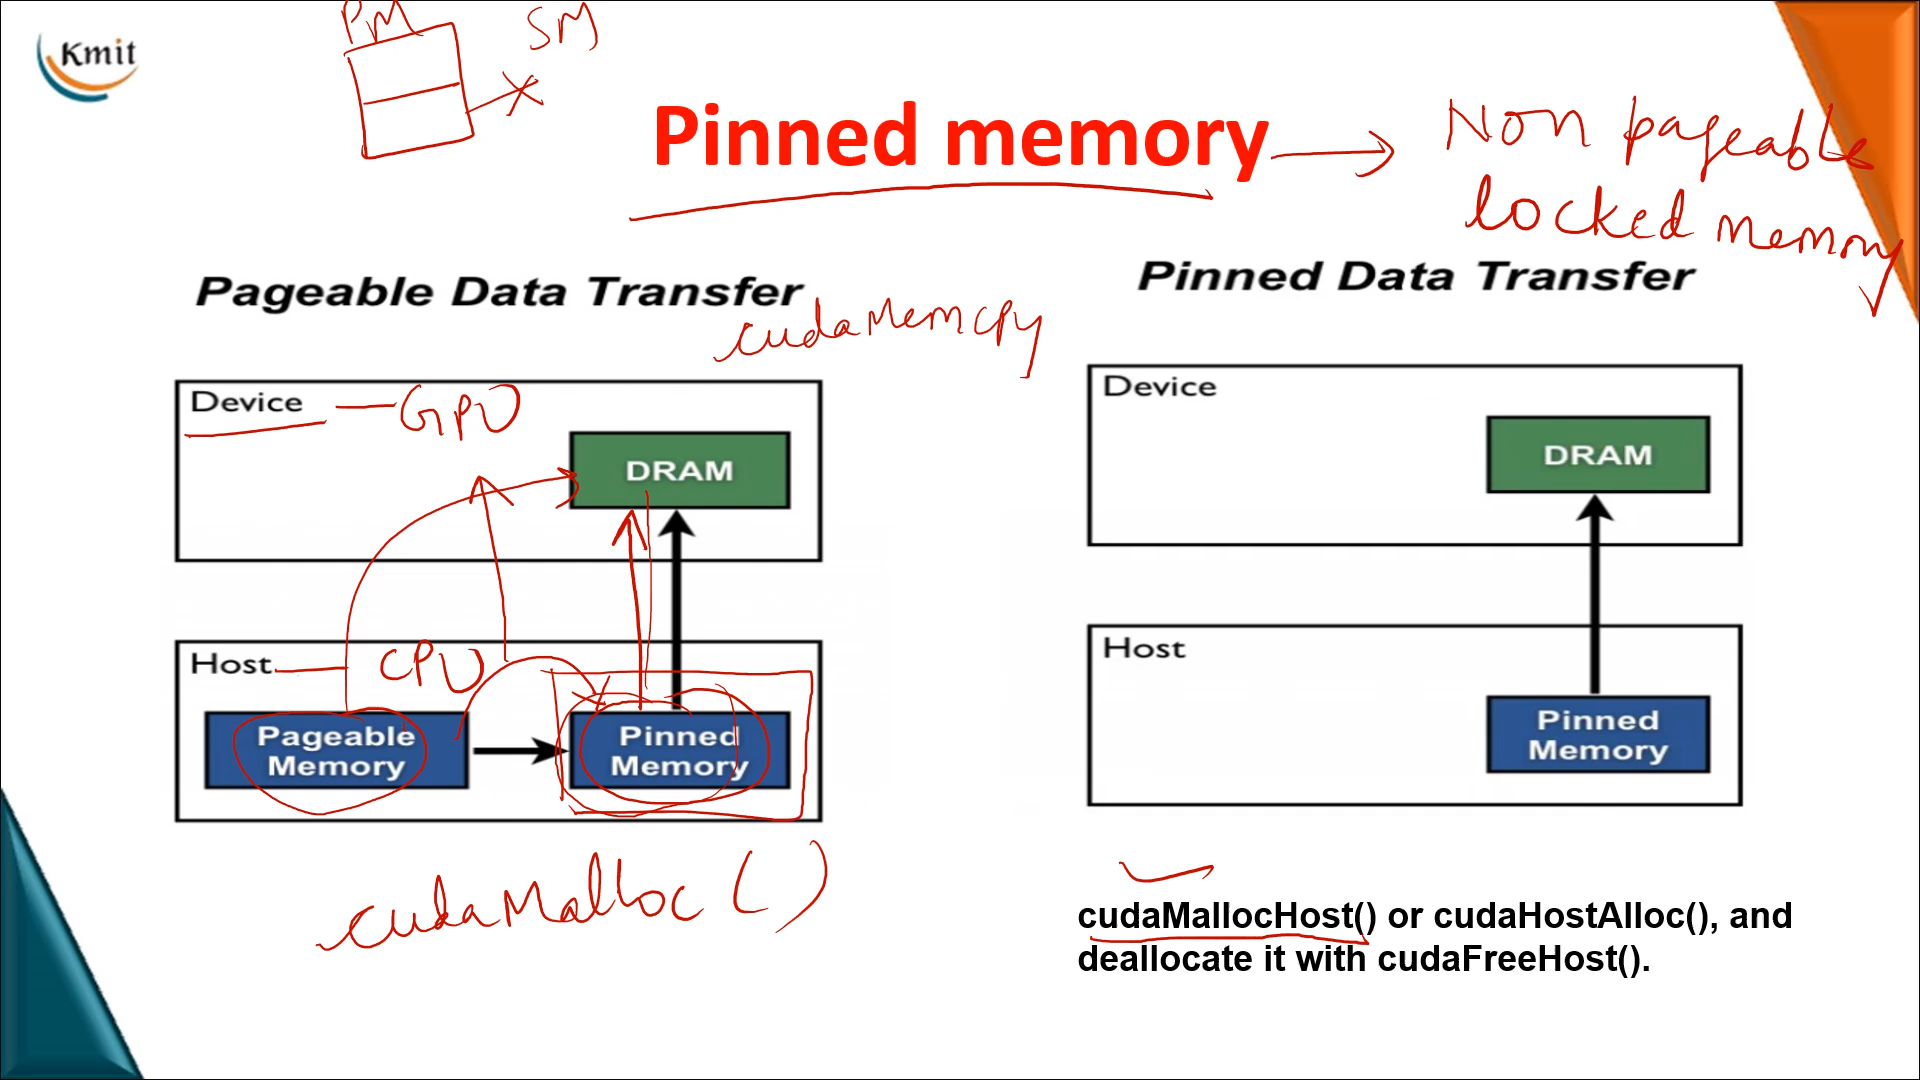 PM
SM
Kmit
Pinned memory
Non pageable
locked memory
Pageable Data Transfer
cudaMemcpy
Device
GPU
DRAM
Host
CPU
Pageable
Memory
Pinned
Memory
cudaMalloc ( )
Pinned Data Transfer
Device
DRAM
Host
Pinned
Memory
cudaMallocHost() or cudaHostAlloc(), and
deallocate it with cudaFreeHost().